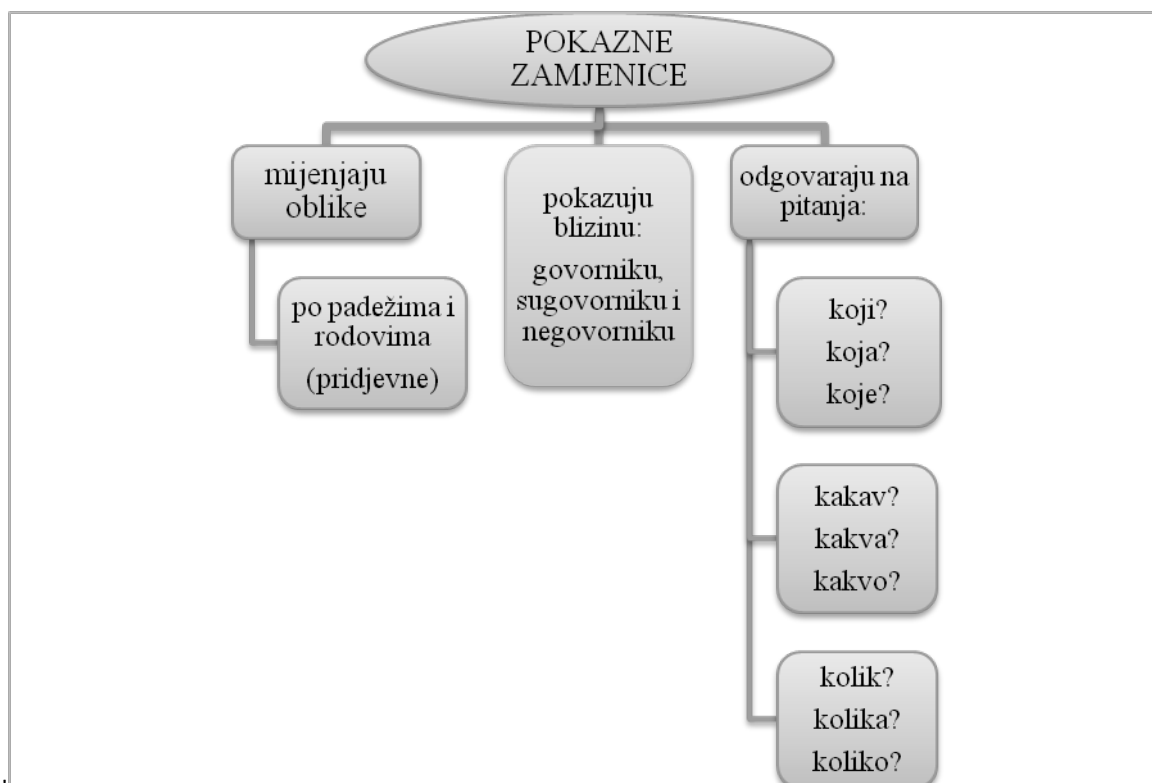 POKAZNE
ZAMJENICE
mijenjaju
oblike
po padežima i
rodovima
(pridjevne)
pokazuju
blizinu:
govorniku,
sugovorniku i
negovorniku
odgovaraju na
pitanja:
koji?
koja?
koje?
kakav?
kakva?
kakvo?
kolik?
kolika?
koliko?